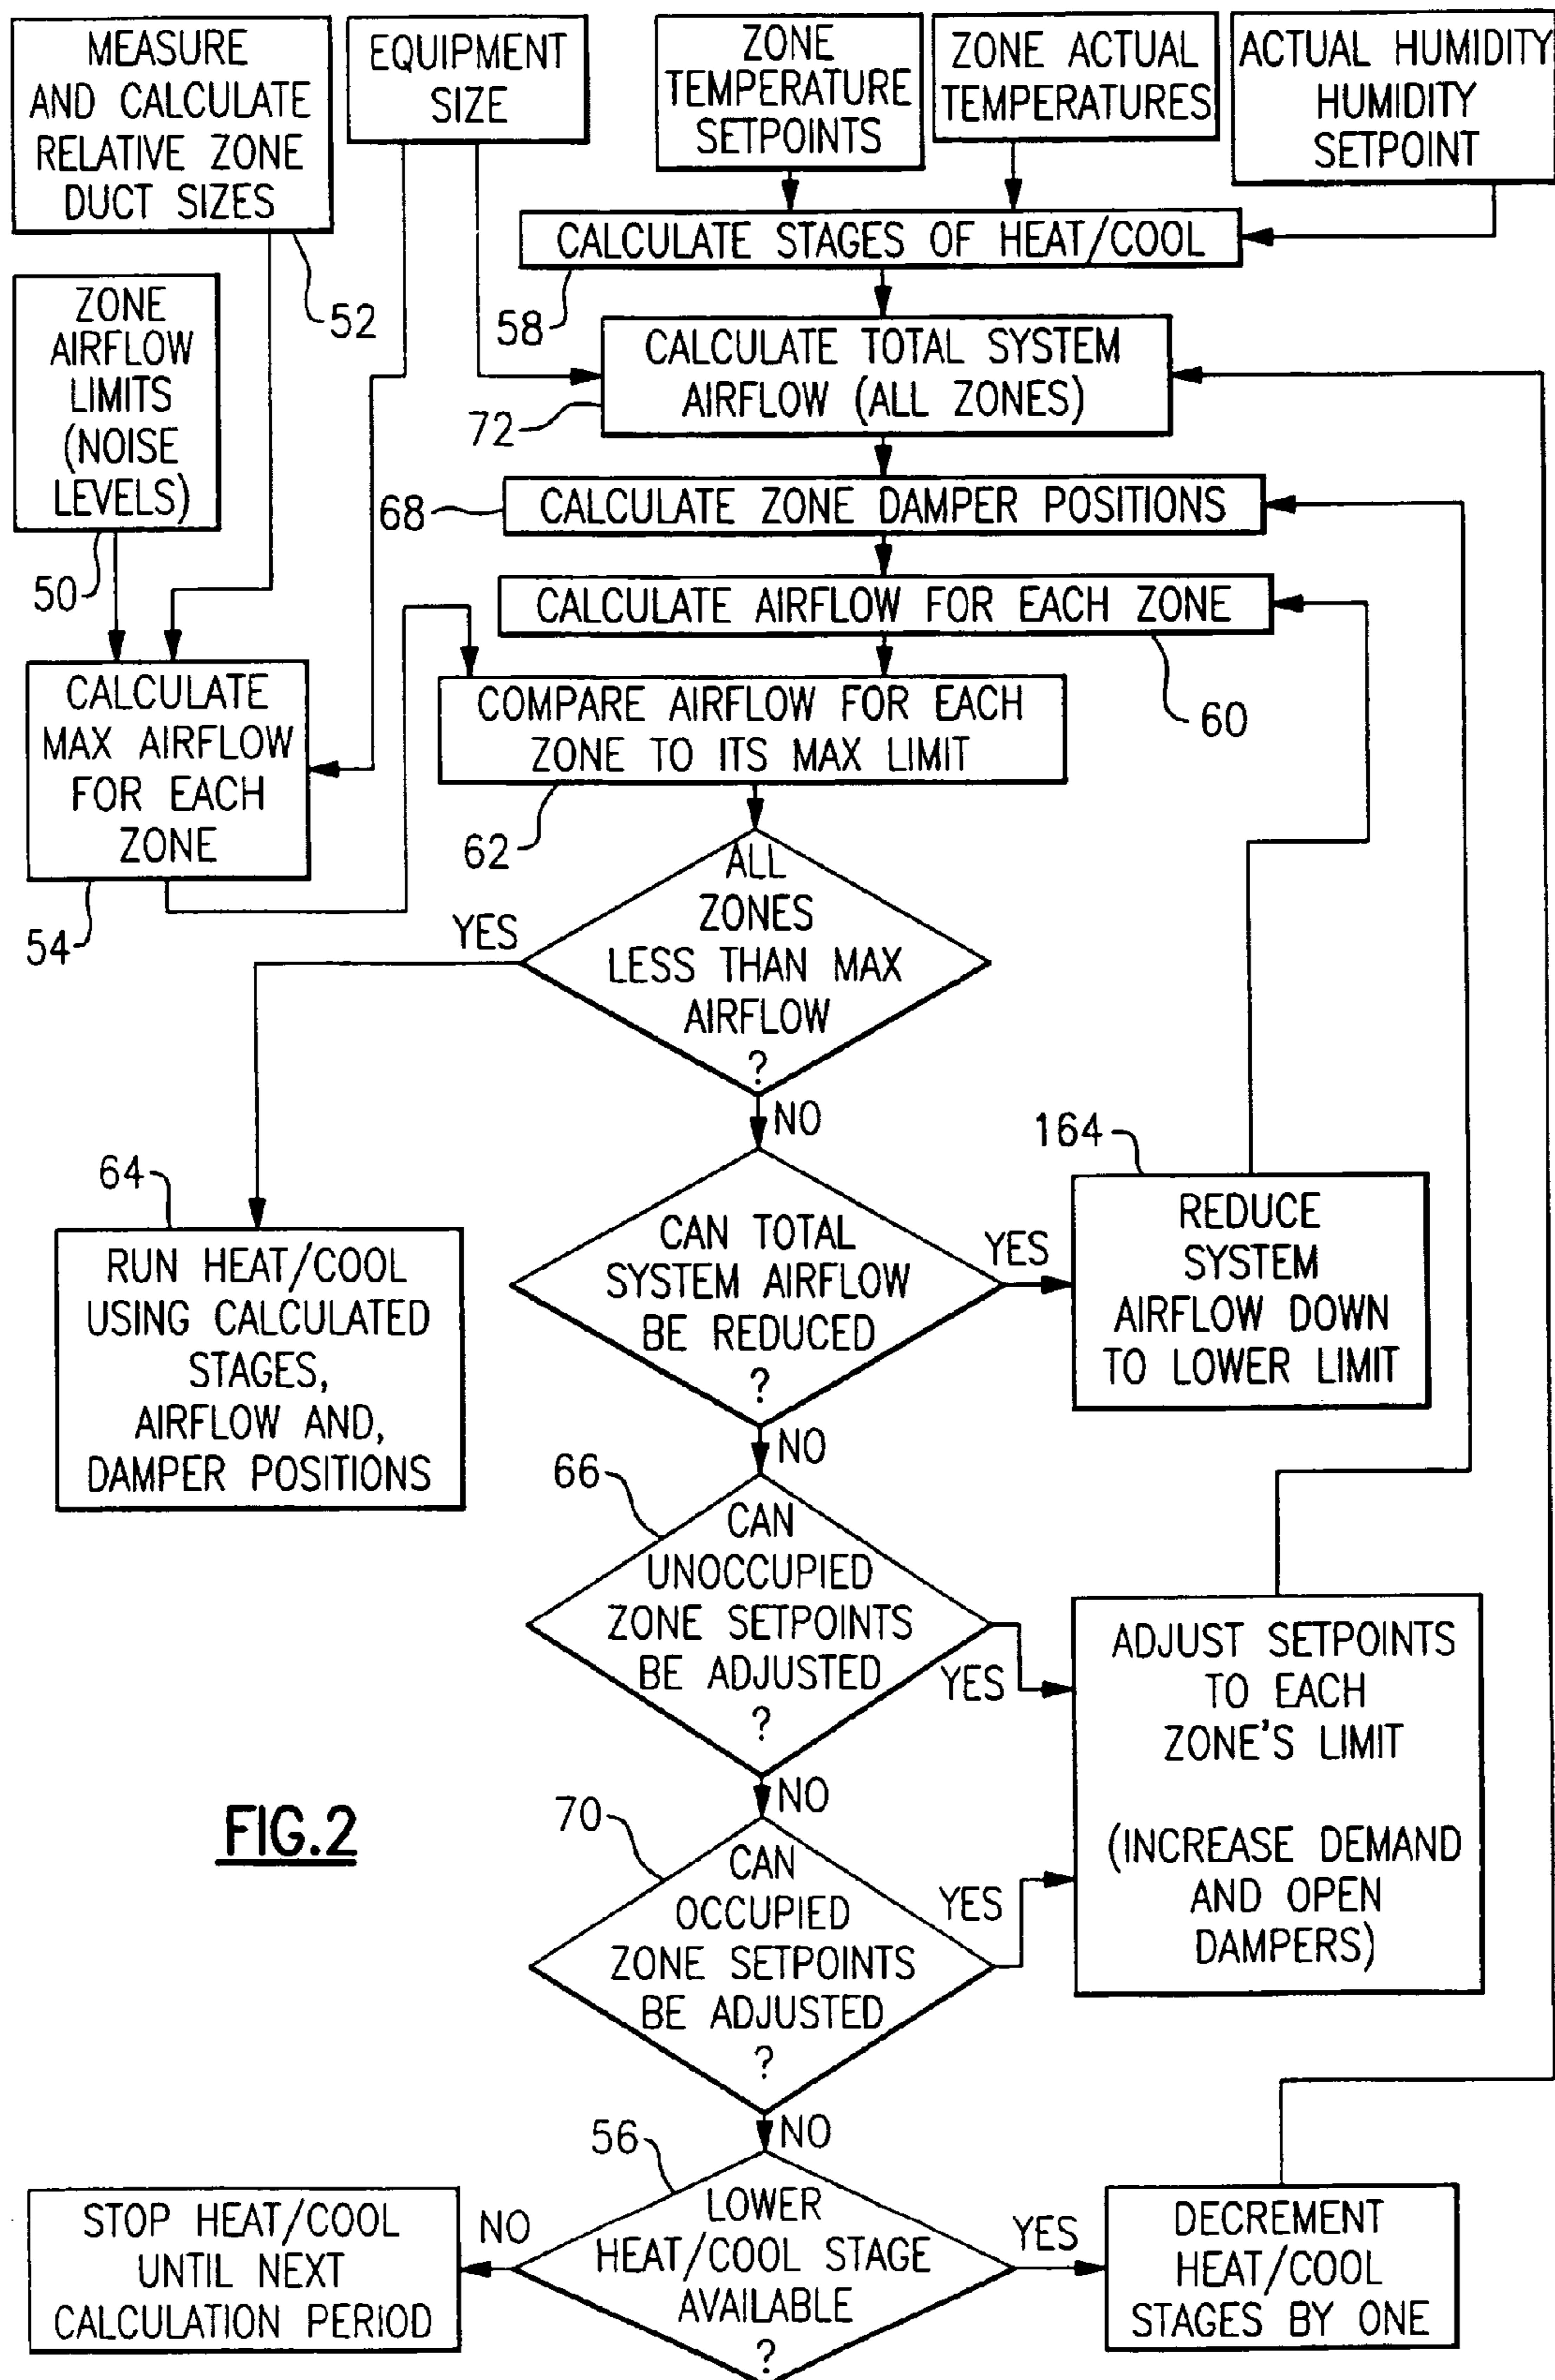 MEASURE
AND CALCULATE
RELATIVE ZONE
DUCT SIZES
52
EQUIPMENT
SIZE
ZONE
TEMPERATURE
SETPOINTS
ZONE ACTUAL
TEMPERATURES
ACTUAL HUMIDITY
HUMIDITY
SETPOINT
CALCULATE STAGES OF HEAT/COOL
58
ZONE
AIRFLOW
LIMITS
(NOISE
LEVELS)
50
CALCULATE TOTAL SYSTEM
AIRFLOW (ALL ZONES)
72
CALCULATE ZONE DAMPER POSITIONS
68
CALCULATE AIRFLOW FOR EACH ZONE
60
CALCULATE
MAX AIRFLOW
FOR EACH
ZONE
54
COMPARE AIRFLOW FOR EACH
ZONE TO ITS MAX LIMIT
62
ALL
ZONES
LESS THAN MAX
AIRFLOW
?
YES
NO
64
RUN HEAT/COOL
USING CALCULATED
STAGES,
AIRFLOW AND,
DAMPER POSITIONS
CAN TOTAL
SYSTEM AIRFLOW
BE REDUCED
?
YES
NO
164
REDUCE
SYSTEM
AIRFLOW DOWN
TO LOWER LIMIT
66
CAN
UNOCCUPIED
ZONE SETPOINTS
BE ADJUSTED
?
YES
NO
ADJUST SETPOINTS
TO EACH
ZONE'S LIMIT
(INCREASE DEMAND
AND OPEN
DAMPERS)
70
CAN
OCCUPIED
ZONE SETPOINTS
BE ADJUSTED
?
YES
NO
FIG.2
56
LOWER
HEAT/COOL STAGE
AVAILABLE
?
NO
YES
STOP HEAT/COOL
UNTIL NEXT
CALCULATION PERIOD
DECREMENT
HEAT/COOL
STAGES BY ONE